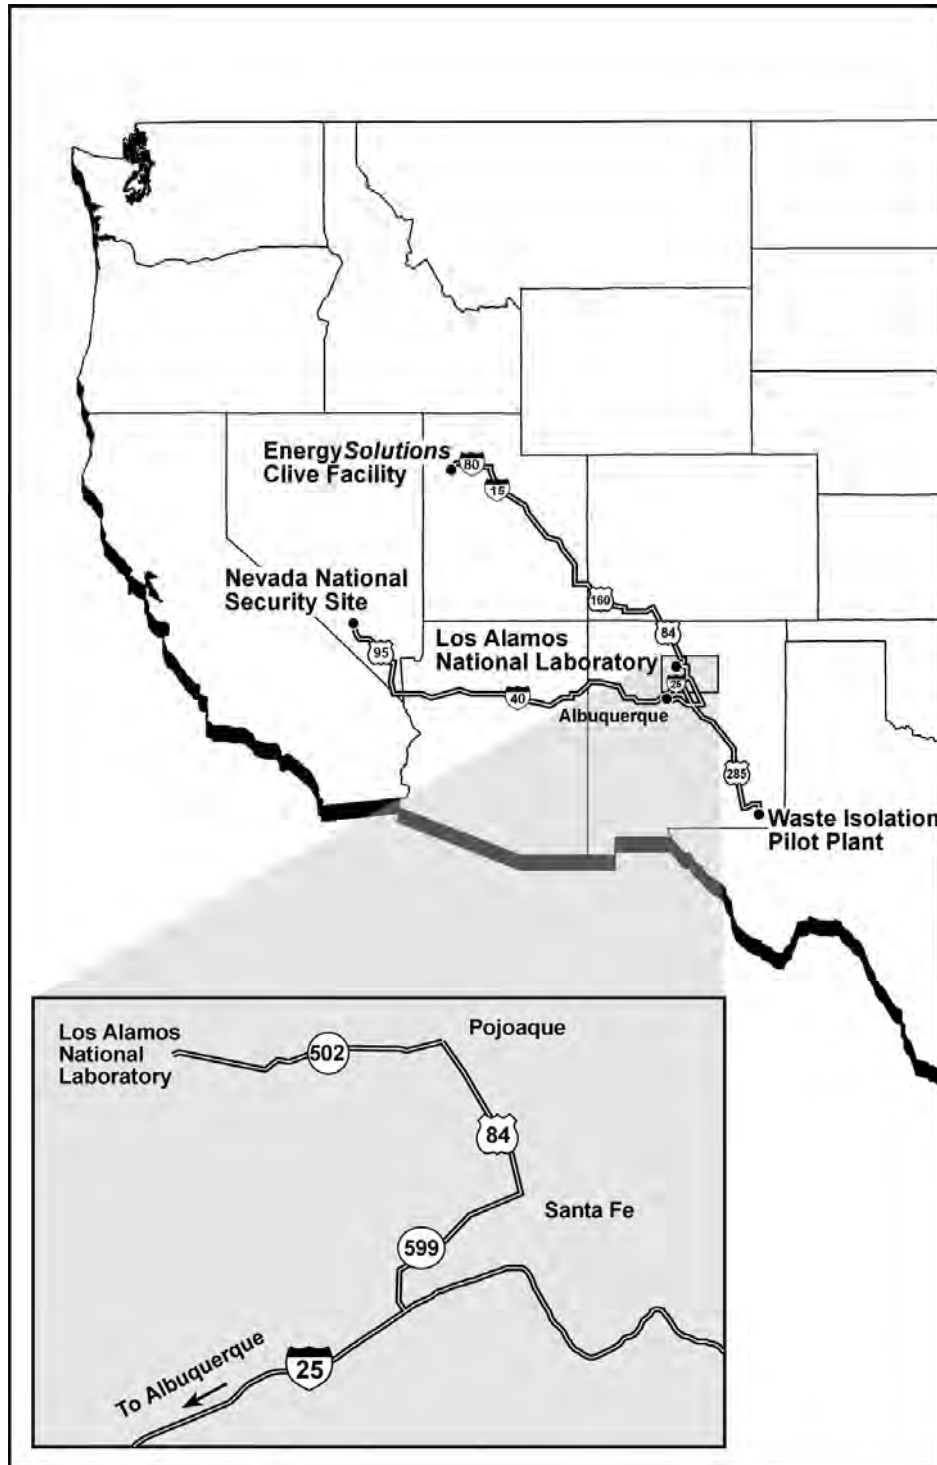 EnergySolutions
Clive Facility
80
15
Nevada National
Security Site
95
160
84
Los Alamos
National Laboratory
25
40
Albuquerque
285
Waste Isolation
Pilot Plant
Los Alamos
National
Laboratory
502
Pojoaque
84
Santa Fe
599
25
To Albuquerque